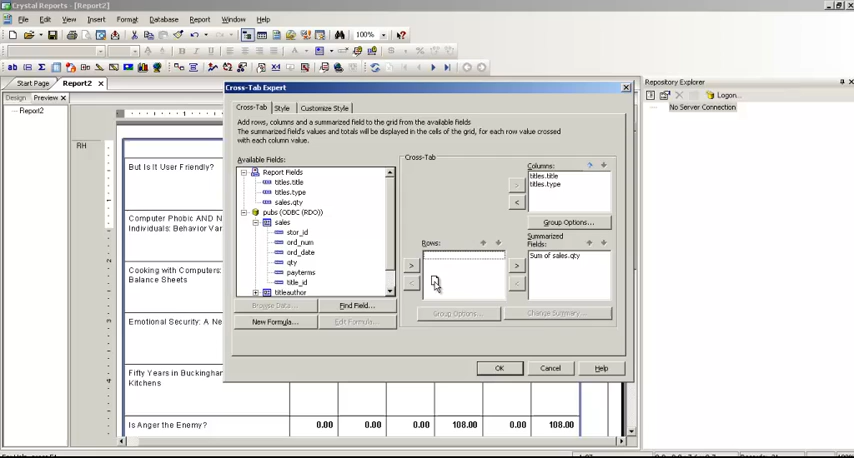 Crystal Reports - [Report2]
File Edit View Insert Format Database Report Window Help
100%
Start Page Report2
Design Preview
Report2
RH
But Is It User Friendly?
Computer Phobic AND N
Individuals: Behavior Var
Cooking with Computers:
Balance Sheets
Emotional Security: A Ne
Fifty Years in Buckinghan
Kitchens
Is Anger the Enemy?
0.00 0.00 0.00 108.00 0.00 108.00
Cross-Tab Expert
Cross-Tab Style Customize Style
Add rows, columns and a summarized field to the grid from the available fields
The summarized field's values and totals will be displayed in the cells of the grid, for each row value crossed
with each column value.
Available Fields:
Report Fields
titles.title
titles.type
sales.qty
pubs (ODBC (RDO))
sales
stor_id
ord_num
ord_date
qty
payterms
title_id
titleauthor
Browse Data...
Find Field...
New Formula...
Edit Formula...
Cross-Tab
Columns:
titles.title
titles.type
Group Options...
Rows:
Group Options...
Summarized
Fields:
Sum of sales.qty
Change Summary...
OK Cancel Help
Repository Explorer
Logon...
No Server Connection